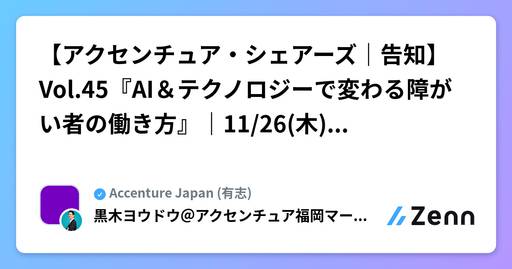 【アクセンチュア・シェアーズ｜告知】
Vol.45『AI＆テクノロジーで変わる障が
い者の働き方』｜11/26(木)...
Accenture Japan (有志)
黒木ヨウドウ＠アクセンチュア福岡マー...
Zenn